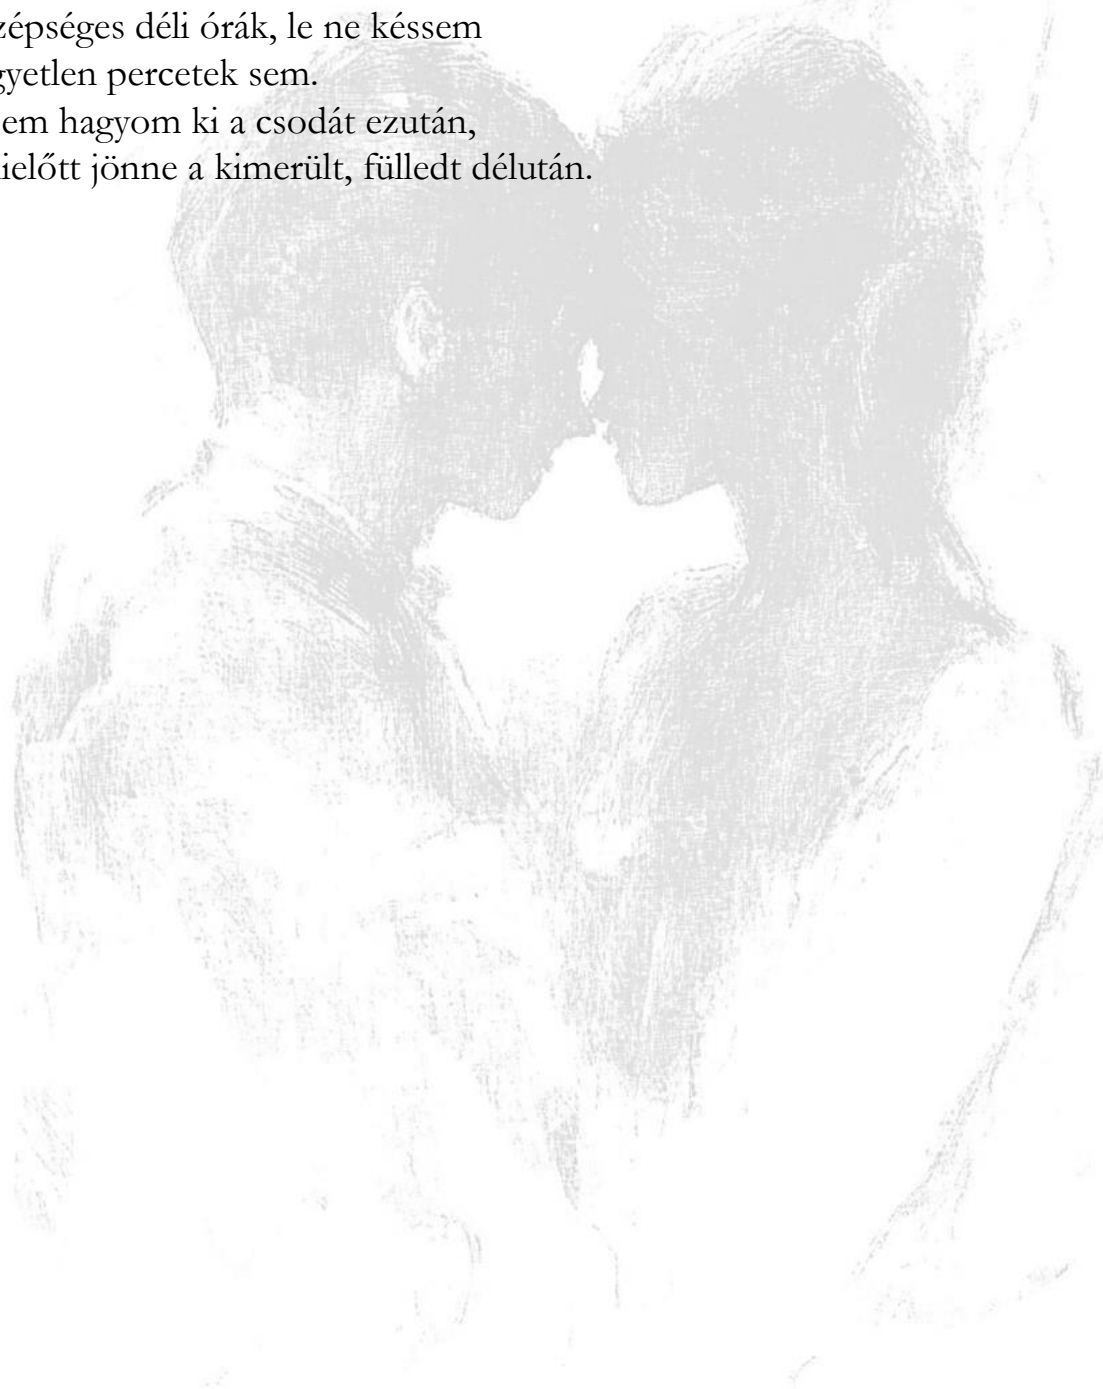 zépséges déli órák, le ne késsem
gyetlen percetek sem.
em hagyom ki a csodát ezután,
ielőtt jönne a kimerült, fülledt délután.